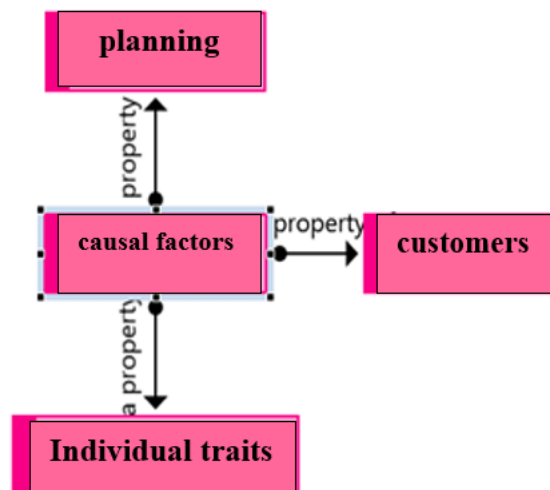 planning
property
causal factors
property
customers
a property
Individual traits